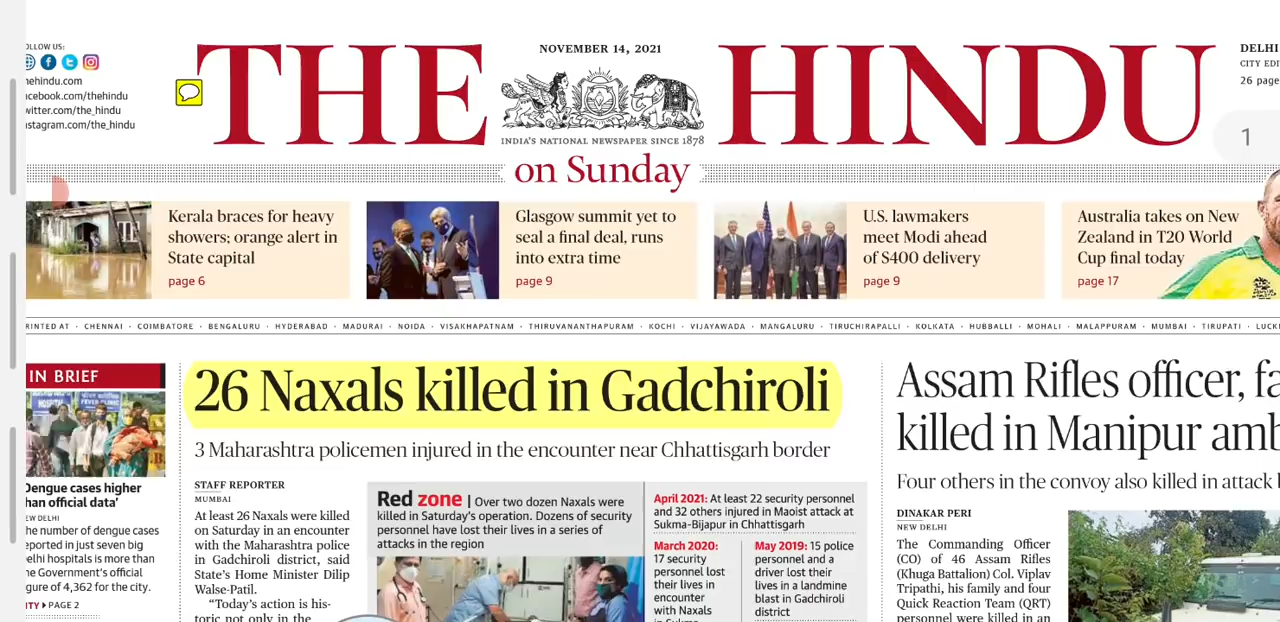 OLLOW US:
hehindu.com
cebook.com/thehindu
witter.com/the_hindu
stagram.com/the_hindu
NOVEMBER 14, 2021
THE HINDU
INDIA'S NATIONAL NEWSPAPER SINCE 1878
on Sunday
DELHI
CITY EDI
26 page
1
Kerala braces for heavy
showers; orange alert in
State capital
page 6
Glasgow summit yet to
seal a final deal, runs
into extra time
page 9
U.S. lawmakers
meet Modi ahead
of S400 delivery
page 9
Australia takes on New
Zealand in T20 World
Cup final today
page 17
RINTED AT · CHENNAI · COIMBATORE · BENGALURU · HYDERABAD · MADURAI · NOIDA · VISAKHAPATNAM · THIRUVANANTHAPURAM · KOCHI · VIJAYAWADA · MANGALURU · TIRUCHIRAPALLI · KOLKATA · HUBBALLI · MOHALI · MALAPPURAM · MUMBAI · TIRUPATI · LUCK
IN BRIEF
Dengue cases higher
han official data'
EW DELHI
he number of dengue cases
eported in just seven big
elhi hospitals is more than
he Government's official
gure of 4,362 for the city.
ITY ▸ PAGE 2
26 Naxals killed in Gadchiroli
3 Maharashtra policemen injured in the encounter near Chhattisgarh border
STAFF REPORTER
MUMBAI
At least 26 Naxals were killed
on Saturday in an encounter
with the Maharashtra police
in Gadchiroli district, said
State's Home Minister Dilip
Walse-Patil.
"Today's action is his-
toric not only in the
Red zone | Over two dozen Naxals were
killed in Saturday's operation. Dozens of security
personnel have lost their lives in a series of
attacks in the region
April 2021: At least 22 security personnel
and 32 others injured in Maoist attack at
Sukma-Bijapur in Chhattisgarh
March 2020:
17 security
personnel lost
their lives in
encounter
with Naxals
in Sukma
May 2019: 15 police
personnel and a
driver lost their
lives in a landmine
blast in Gadchiroli
district
Assam Rifles officer, fa
killed in Manipur amb
Four others in the convoy also killed in attack
DINAKAR PERI
NEW DELHI
The Commanding Officer
(CO) of 46 Assam Rifles
(Khuga Battalion) Col. Viplav
Tripathi, his family and four
Quick Reaction Team (QRT)
personnel were killed in an